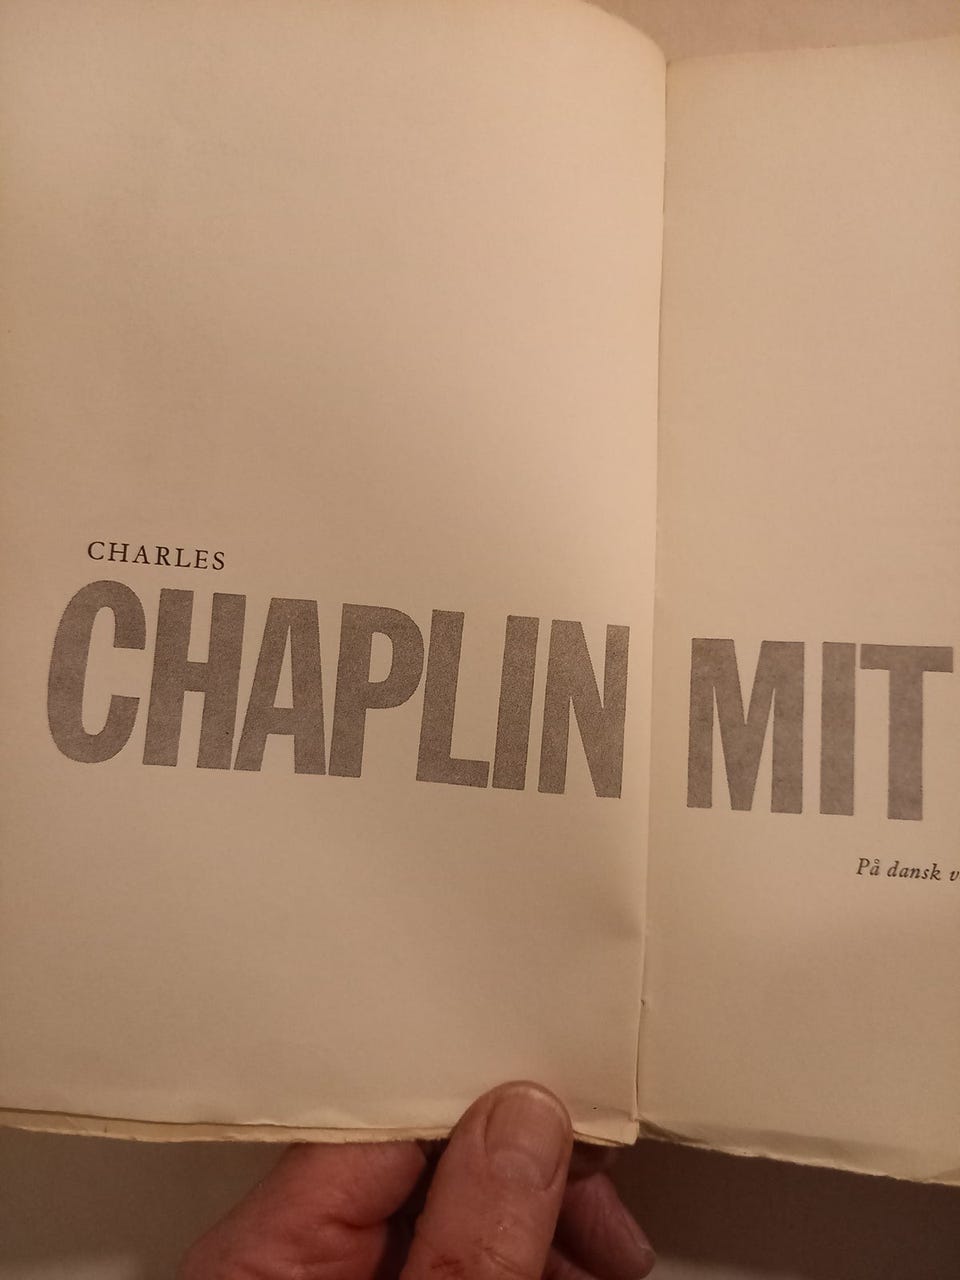 CHARLES
CHAPLIN MIT
På dansk